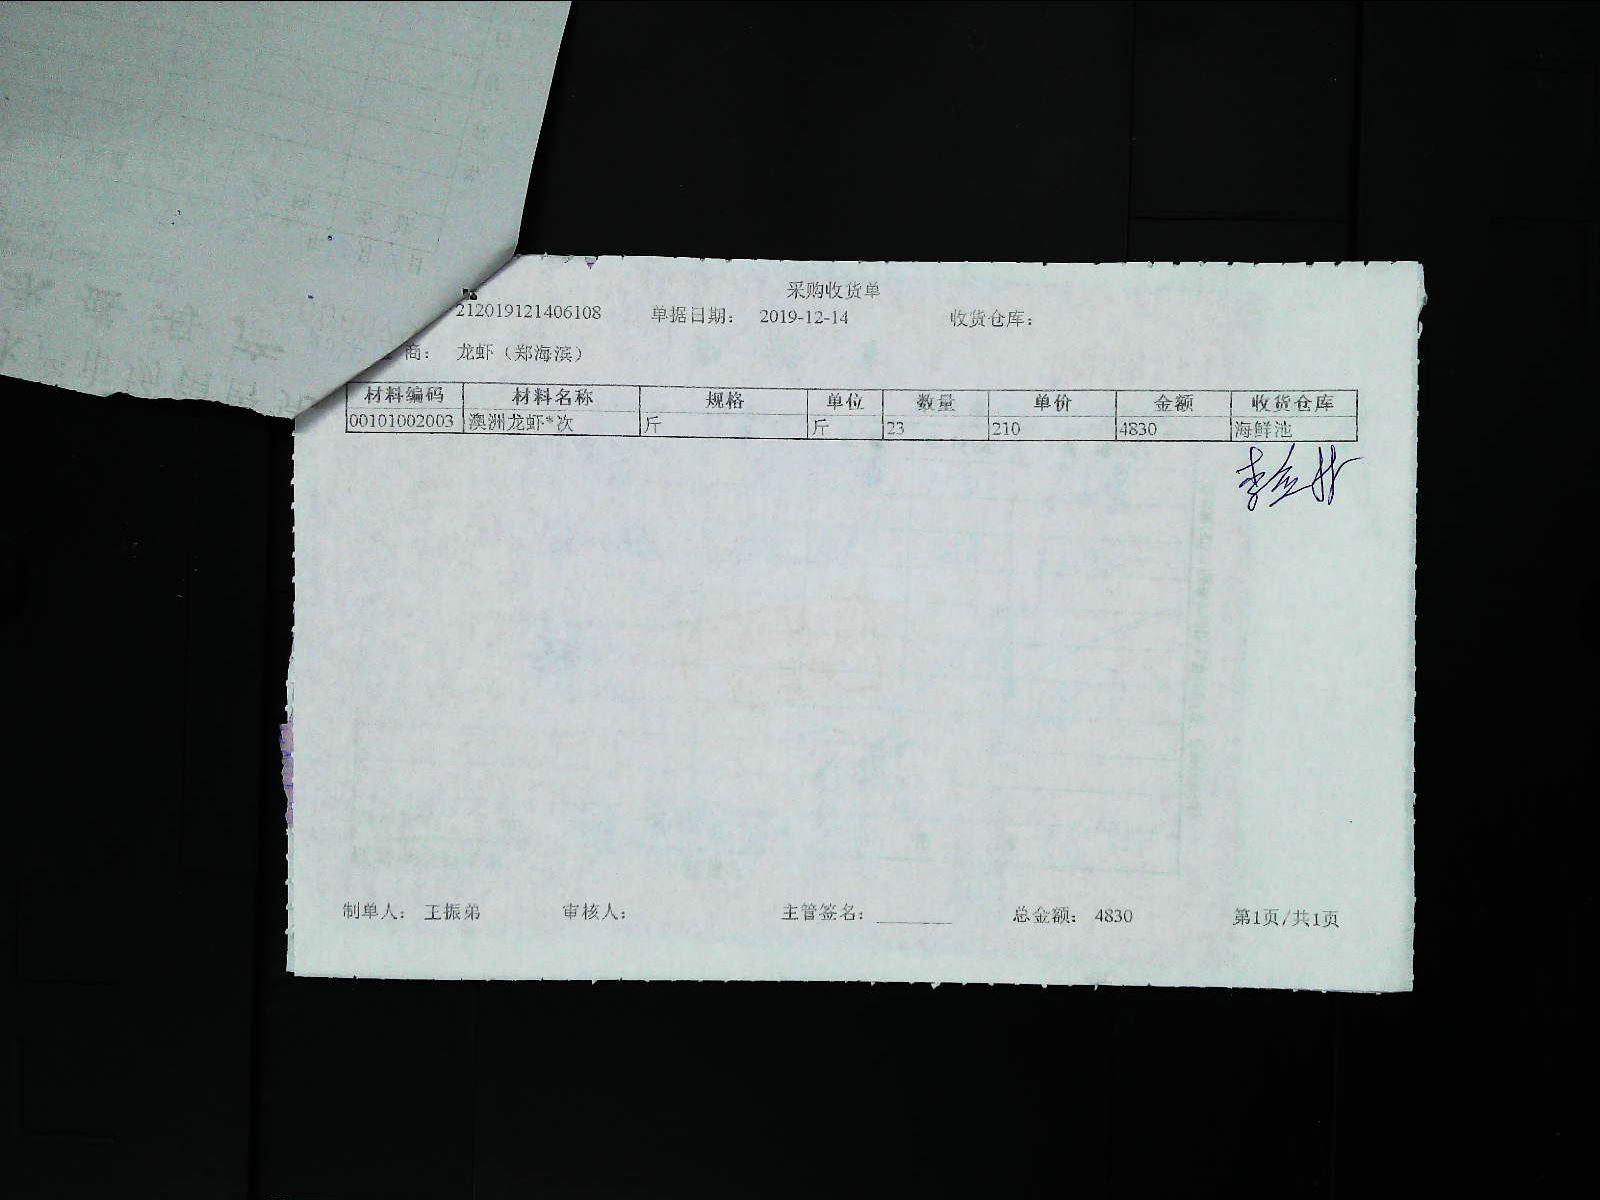 采购收货单
212019121406108 单据日期： 2019-12-14 收货仓库：
商： 龙虾（郑海滨）
材料编码 材料名称 规格 单位 数量 单价 金额 收货仓库
00101002003 澳洲龙虾*次 斤 斤 23 210 4830 海鲜池
制单人： 王振弟 审核人： 主管签名： 总金额： 4830 第1页/共1页